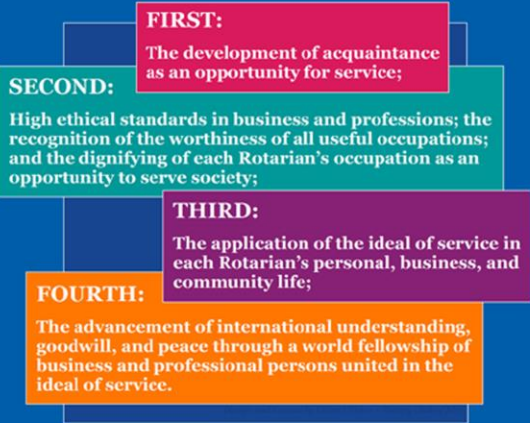 FIRST:
The development of acquaintance
as an opportunity for service;
SECOND:
High ethical standards in business and professions; the
recognition of the worthiness of all useful occupations;
and the dignifying of each Rotarian's occupation as an
opportunity to serve society;
THIRD:
The application of the ideal of service in
each Rotarian's personal, business, and
community life;
FOURTH:
The advancement of international understanding,
goodwill, and peace through a world fellowship of
business and professional persons united in the
ideal of service.